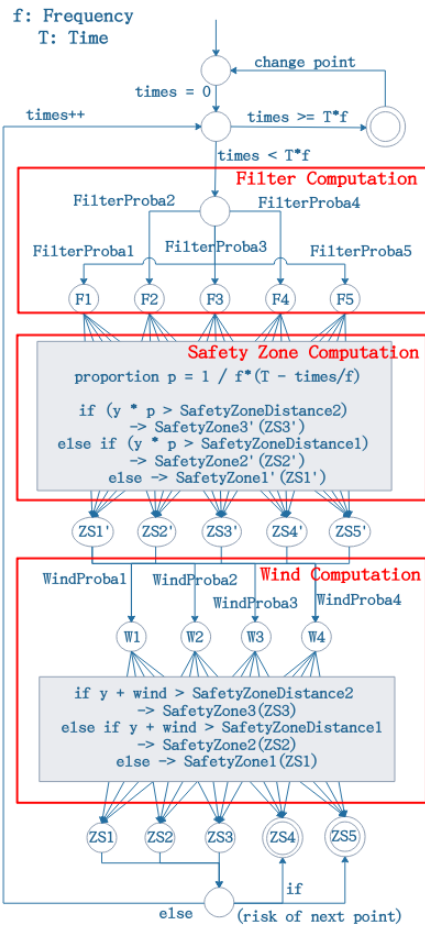 f: Frequency
T: Time
change point
times = 0
times++
times >= T*f
times < T*f
Filter Computation
FilterProba2
FilterProba4
FilterProba3
FilterProba1
FilterProba5
F1 F2 F3 F4 F5
Safety Zone Computation
proportion p = 1 / f*(T - times/f)
if (y * p > SafetyZoneDistance2)
-> SafetyZone3'(ZS3')
else if (y * p > SafetyZoneDistance1)
-> SafetyZone2'(ZS2')
else -> SafetyZone1'(ZS1')
ZS1' ZS2' ZS3' ZS4' ZS5'
Wind Computation
WindProba1
WindProba2
WindProba3
WindProba4
W1 W2 W3 W4
if y + wind > SafetyZoneDistance2
-> SafetyZone3(ZS3)
else if y + wind > SafetyZoneDistance1
-> SafetyZone2(ZS2)
else -> SafetyZone1(ZS1)
ZS1 ZS2 ZS3 ZS4 ZS5
if
else
(risk of next point)